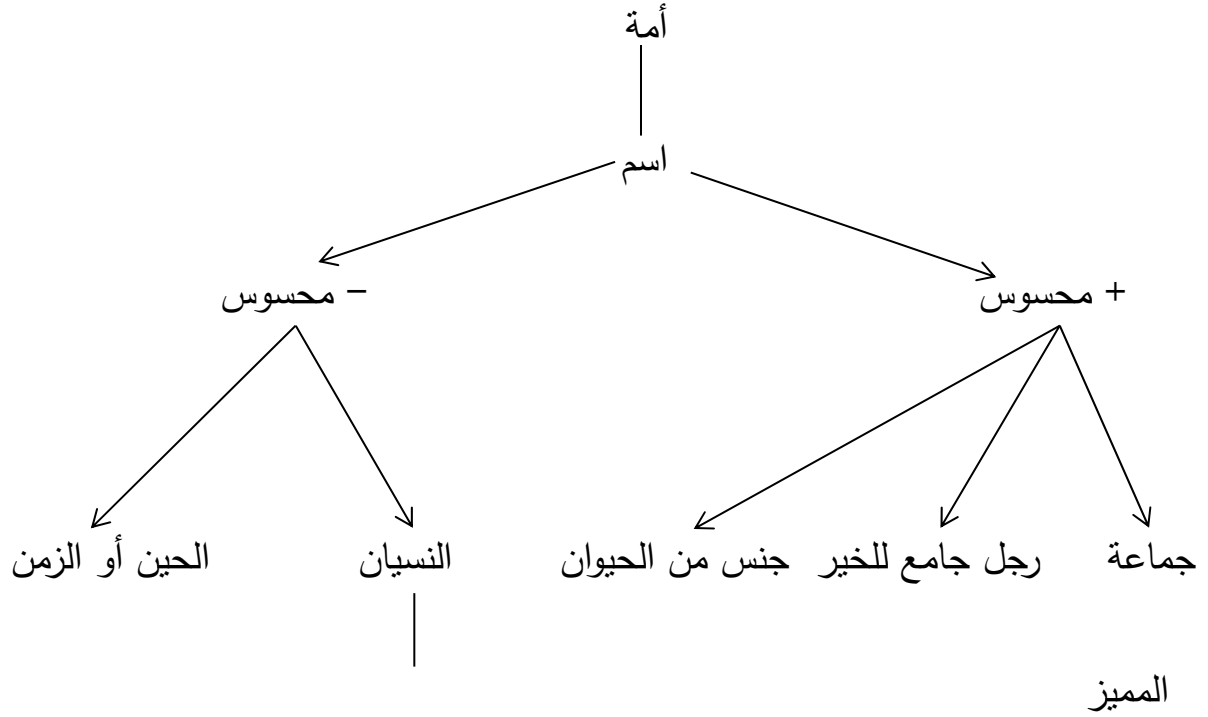 أمة
اسم
+ محسوس
– محسوس
جماعة
رجل جامع للخير
جنس من الحيوان
النسيان
الحين أو الزمن
المميز